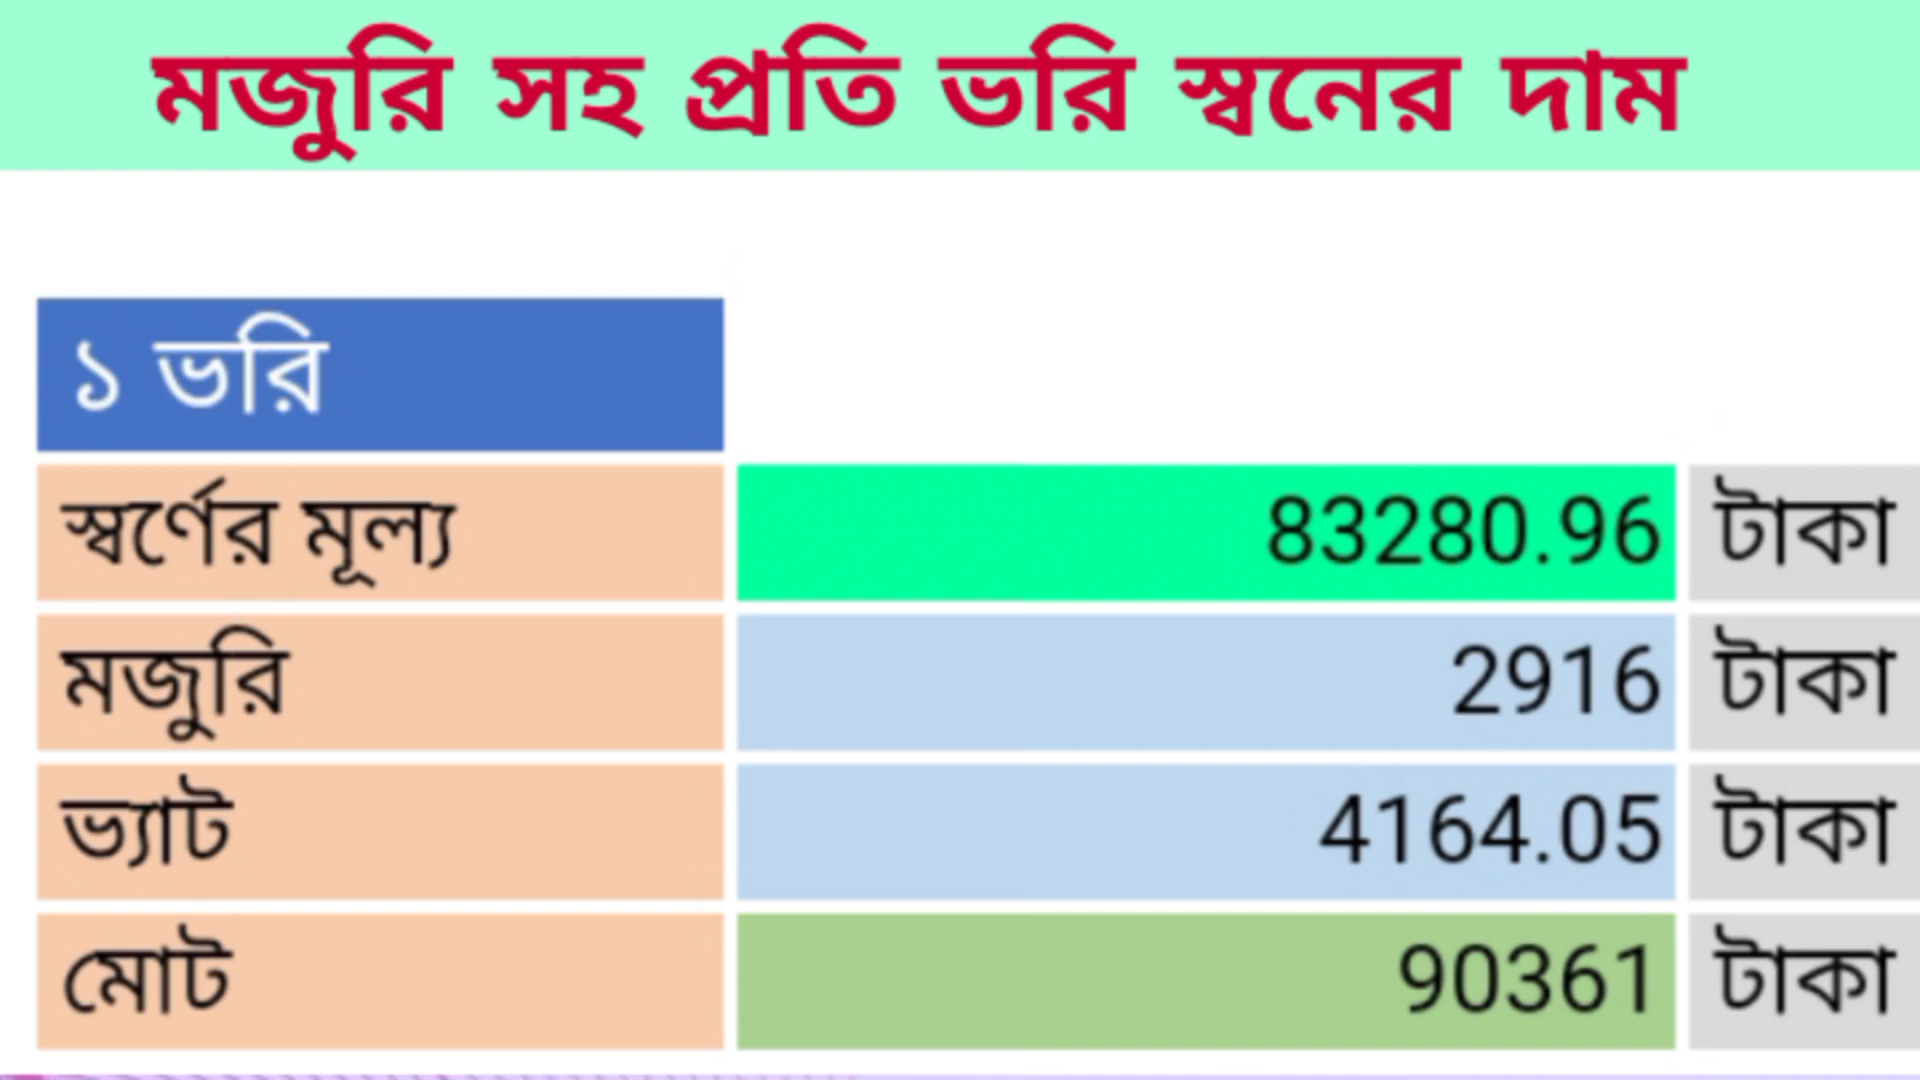 মজুরি সহ প্রতি ভরি স্বনের দাম
১ ভরি
স্বর্ণের মূল্য 83280.96 টাকা
মজুরি 2916 টাকা
ভ্যাট 4164.05 টাকা
মোট 90361 টাকা